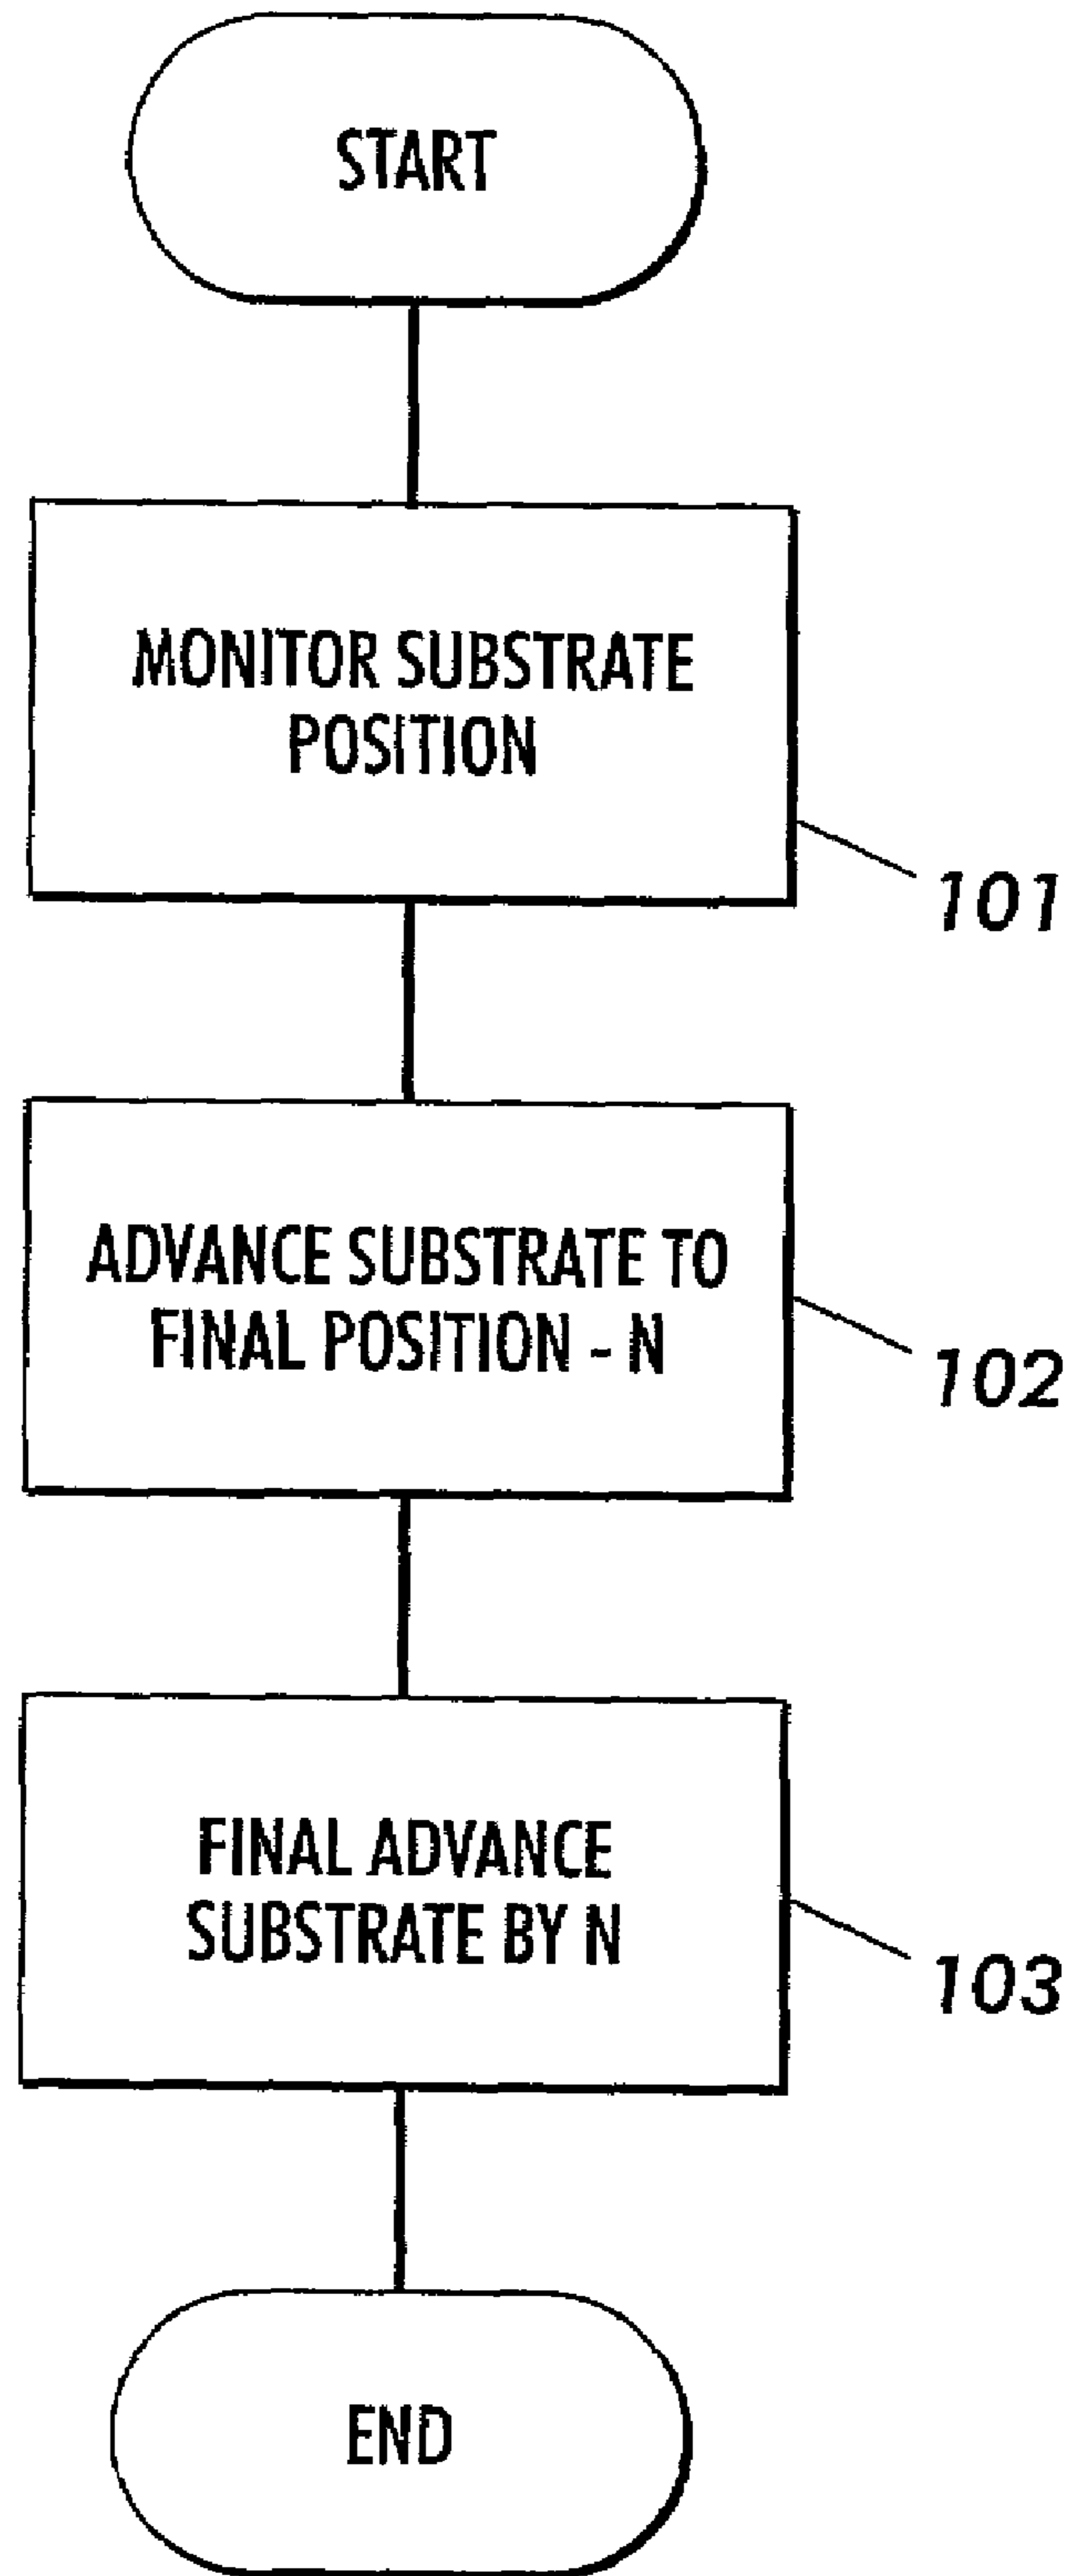 START
MONITOR SUBSTRATE
POSITION
101
ADVANCE SUBSTRATE TO
FINAL POSITION - N
102
FINAL ADVANCE
SUBSTRATE BY N
103
END